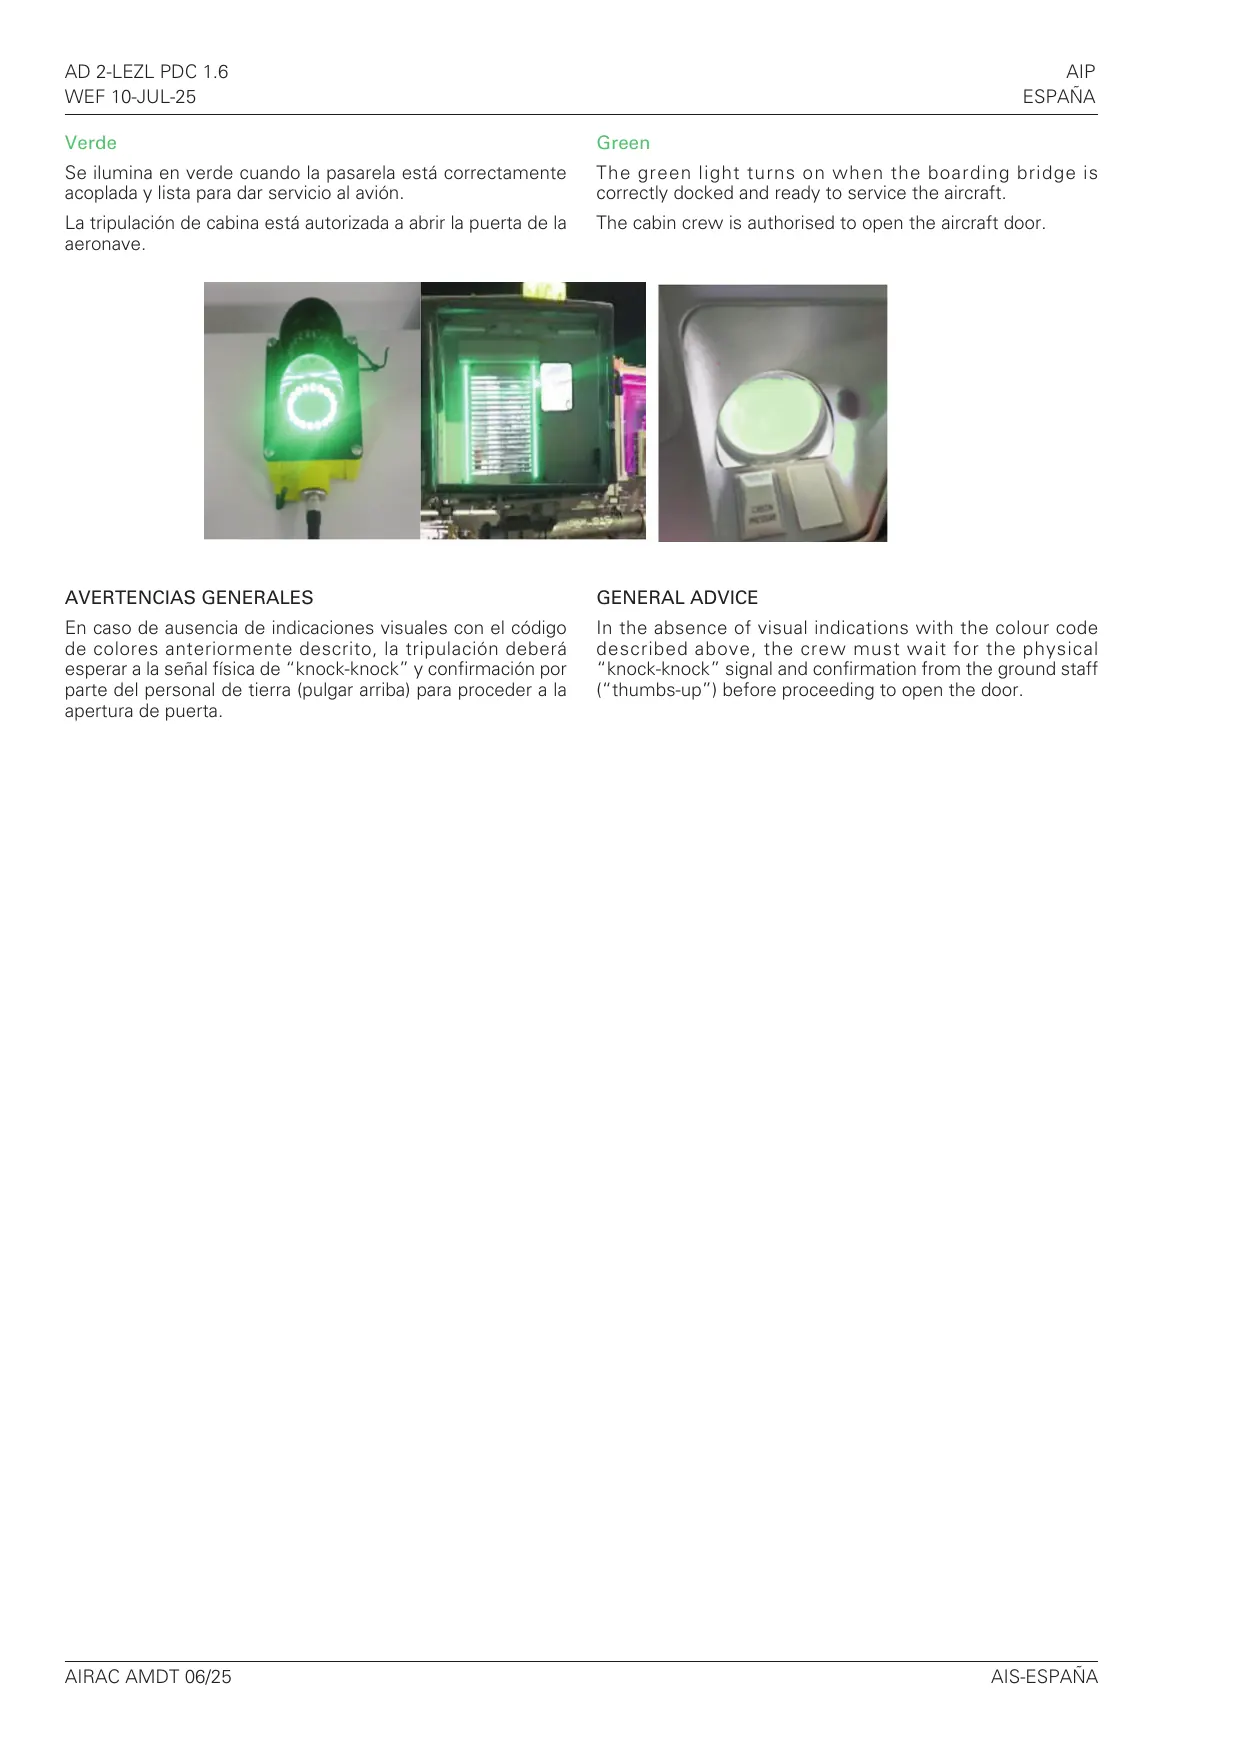 AD 2-LEZL PDC 1.6
WEF 10-JUL-25
AIP
ESPAÑA
Verde
Se ilumina en verde cuando la pasarela está correctamente
acoplada y lista para dar servicio al avión.
La tripulación de cabina está autorizada a abrir la puerta de la
aeronave.
Green
The green light turns on when the boarding bridge is
correctly docked and ready to service the aircraft.
The cabin crew is authorised to open the aircraft door.
CABIN
PRESSURE
AVERTENCIAS GENERALES
En caso de ausencia de indicaciones visuales con el código
de colores anteriormente descrito, la tripulación deberá
esperar a la señal física de “knock-knock” y confirmación por
parte del personal de tierra (pulgar arriba) para proceder a la
apertura de puerta.
GENERAL ADVICE
In the absence of visual indications with the colour code
described above, the crew must wait for the physical
“knock-knock” signal and confirmation from the ground staff
(“thumbs-up”) before proceeding to open the door.
AIRAC AMDT 06/25
AIS-ESPAÑA